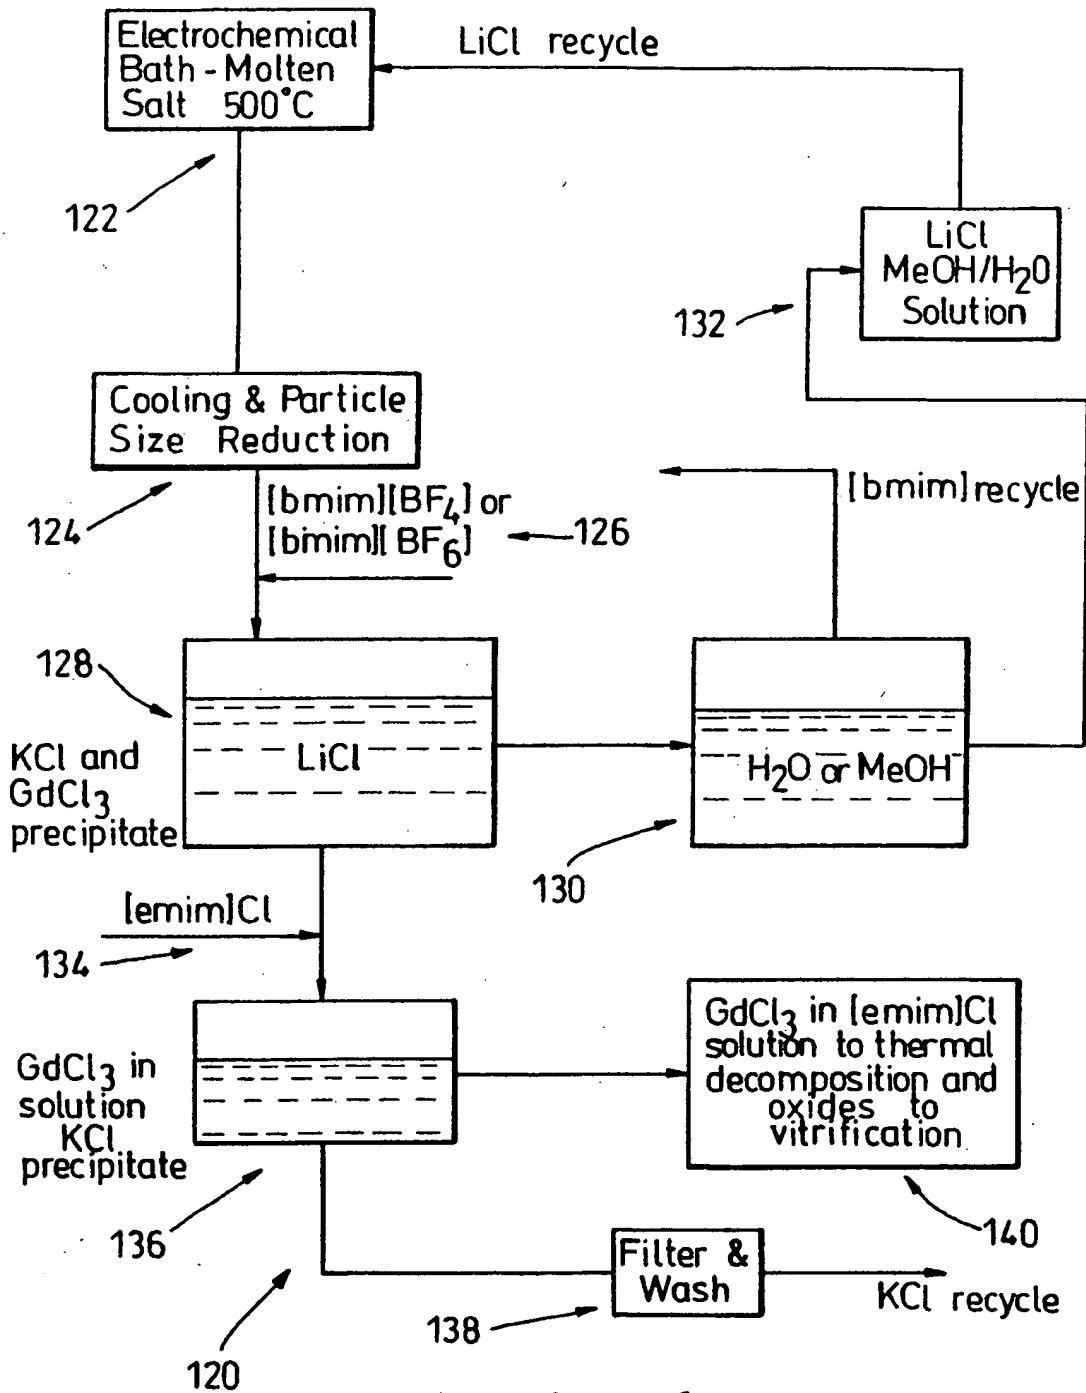 Electrochemical
Bath - Molten
Salt 500°C
LiCl recycle
122
LiCl
MeOH/H2O
Solution
132
Cooling & Particle
Size Reduction
124
[bmim][BF4] or
[bmim][BF6]
126
[bmim] recycle
128
KCl and
GdCl3
precipitate
LiCl
H2O or MeOH
130
[emim]Cl
134
GdCl3 in
solution
KCl
precipitate
136
GdCl3 in [emim]Cl
solution to thermal
decomposition and
oxides to
vitrification
140
120
Filter &
Wash
138
KCl recycle